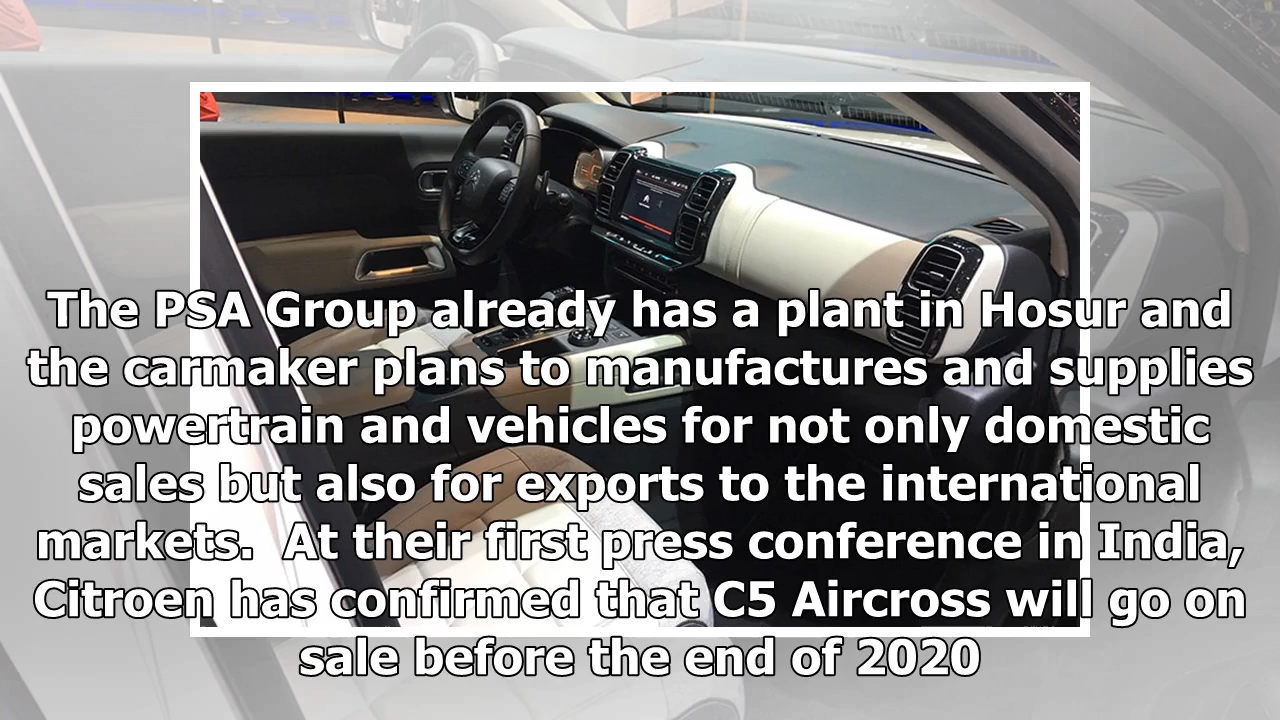 The PSA Group already has a plant in Hosur and
the carmaker plans to manufactures and supplies
powertrain and vehicles for not only domestic
sales but also for exports to the international
markets.  At their first press conference in India,
Citroen has confirmed that C5 Aircross will go on
sale before the end of 2020